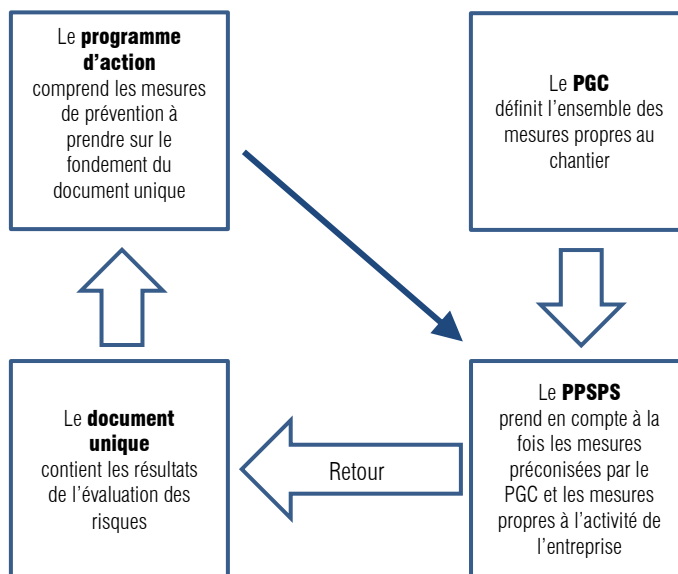 Le programme
d’action
comprend les mesures
de prévention à
prendre sur le
fondement du
document unique
Le PGC
définit l’ensemble des
mesures propres au
chantier
Le document
unique
contient les résultats
de l’évaluation des
risques
Retour
Le PPSPS
prend en compte à la
fois les mesures
préconisées par le
PGC et les mesures
propres à l’activité de
l’entreprise